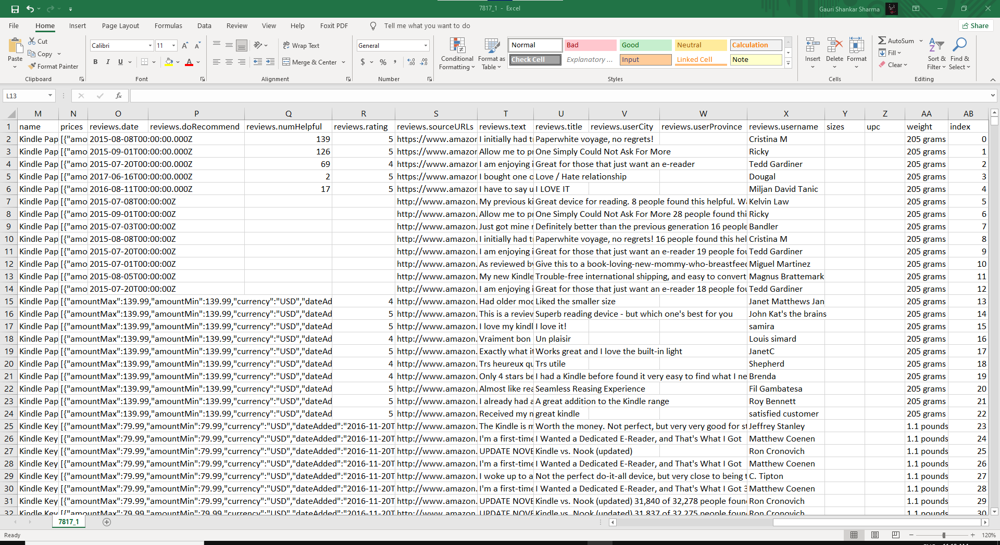 7817_1 - Excel
Gauri Shankar Sharma
File Home Insert Page Layout Formulas Data Review View Help Foxit PDF Tell me what you want to do Share
Paste Cut Copy Format Painter Clipboard
Calibri 11 B I U A A Font
Wrap Text Merge & Center Alignment
General $ % , Number
Conditional Formatting Format as Table
Normal Bad Good Neutral Calculation
Check Cell Explanatory ... Input Linked Cell Note
Styles
Insert Delete Format Cells
AutoSum Fill Clear Sort & Filter Find & Select Editing
L13 fx
M N O P Q R S T U V W X Y Z AA AB
1 name prices reviews.date reviews.doRecommend reviews.numHelpful reviews.rating reviews.sourceURLs reviews.text reviews.title reviews.userCity reviews.userProvince reviews.username sizes upc weight index
2 Kindle Pap [{"amo 2015-08-08T00:00:00.000Z 139 5 https://www.amazon I initially had t Paperwhite voyage, no regrets! Cristina M 205 grams 0
3 Kindle Pap [{"amo 2015-09-01T00:00:00.000Z 126 5 https://www.amazon Allow me to p One Simply Could Not Ask For More Ricky 205 grams 1
4 Kindle Pap [{"amo 2015-07-20T00:00:00.000Z 69 4 https://www.amazon I am enjoying i Great for those that just want an e-reader Tedd Gardiner 205 grams 2
5 Kindle Pap [{"amo 2017-06-16T00:00:00.000Z 2 5 https://www.amazon I bought one o Love / Hate relationship Dougal 205 grams 3
6 Kindle Pap [{"amo 2016-08-11T00:00:00.000Z 17 5 https://www.amazon I have to say u I LOVE IT Miljan David Tanic 205 grams 4
7 Kindle Pap [{"amo 2015-07-08T00:00:00Z http://www.amazon. My previous ki Great device for reading. 8 people found this helpful. Wa Kelvin Law 205 grams 5
8 Kindle Pap [{"amo 2015-09-01T00:00:00Z http://www.amazon. Allow me to p One Simply Could Not Ask For More 28 people found thi Ricky 205 grams 6
9 Kindle Pap [{"amo 2015-07-03T00:00:00Z http://www.amazon. Just got mine Definitely better than the previous generation 16 people Bandler 205 grams 7
10 Kindle Pap [{"amo 2015-08-08T00:00:00Z http://www.amazon. I initially had t Paperwhite voyage, no regrets! 16 people found this hel Cristina M 205 grams 8
11 Kindle Pap [{"amo 2015-07-20T00:00:00Z http://www.amazon. I am enjoying i Great for those that just want an e-reader 19 people fou Tedd Gardiner 205 grams 9
12 Kindle Pap [{"amo 2015-07-01T00:00:00Z http://www.amazon. As reviewed by Give this to a book-loving-new-mommy-who-breastfeed Miguel Martinez 205 grams 10
13 Kindle Pap [{"amo 2015-08-05T00:00:00Z http://www.amazon. My new Kindle Trouble-free international shipping, and easy to convert Magnus Brattemark 205 grams 11
14 Kindle Pap [{"amo 2015-07-20T00:00:00Z http://www.amazon. I am enjoying i Great for those that just want an e-reader 18 people fou Tedd Gardiner 205 grams 12
15 Kindle Pap [{"amountMax":139.99,"amountMin":139.99,"currency":"USD","dateAd 4 http://www.amazon. Had older mod Liked the smaller size Janet Matthews Jan 205 grams 13
16 Kindle Pap [{"amountMax":139.99,"amountMin":139.99,"currency":"USD","dateAd 5 http://www.amazon. This is a review Superb reading device - but which one's best for you John Kat's the brains 205 grams 14
17 Kindle Pap [{"amountMax":139.99,"amountMin":139.99,"currency":"USD","dateAd 5 http://www.amazon. I love my kindl I love it! samira 205 grams 15
18 Kindle Pap [{"amountMax":139.99,"amountMin":139.99,"currency":"USD","dateAd 4 http://www.amazon. Vraiment bon Un plaisir Louis simard 205 grams 16
19 Kindle Pap [{"amountMax":139.99,"amountMin":139.99,"currency":"USD","dateAd 5 http://www.amazon. Exactly what it Works great and I love the built-in light JanetC 205 grams 17
20 Kindle Pap [{"amountMax":139.99,"amountMin":139.99,"currency":"USD","dateAd 4 http://www.amazon. Trs heureux qu Trs utile Shepherd 205 grams 18
21 Kindle Pap [{"amountMax":139.99,"amountMin":139.99,"currency":"USD","dateAd 4 http://www.amazon. Only 4 stars be I had a Kindle before found it very easy to find what I ne Brenda 205 grams 19
22 Kindle Pap [{"amountMax":139.99,"amountMin":139.99,"currency":"USD","dateAd 5 http://www.amazon. Almost like rea Seamless Reasing Experience Fil Gambatesa 205 grams 20
23 Kindle Pap [{"amountMax":139.99,"amountMin":139.99,"currency":"USD","dateAd 5 http://www.amazon. I already had a A great addition to the Kindle range Roy Bennett 205 grams 21
24 Kindle Pap [{"amountMax":139.99,"amountMin":139.99,"currency":"USD","dateAd 5 http://www.amazon. Received my n great kindle satisfied customer 205 grams 22
25 Kindle Key [{"amountMax":79.99,"amountMin":79.99,"currency":"USD","dateAdded":"2016-11-20T http://www.amazon. The Kindle is m Worth the money. Not perfect, but very very good for st Jeffrey Stanley 1.1 pounds 23
26 Kindle Key [{"amountMax":79.99,"amountMin":79.99,"currency":"USD","dateAdded":"2016-11-20T http://www.amazon. I'm a first-time I Wanted a Dedicated E-Reader, and That's What I Got Matthew Coenen 1.1 pounds 24
27 Kindle Key [{"amountMax":79.99,"amountMin":79.99,"currency":"USD","dateAdded":"2016-11-20T http://www.amazon. UPDATE NOVE Kindle vs. Nook (updated) Ron Cronovich 1.1 pounds 25
28 Kindle Key [{"amountMax":79.99,"amountMin":79.99,"currency":"USD","dateAdded":"2016-11-20T http://www.amazon. I'm a first-time I Wanted a Dedicated E-Reader, and That's What I Got Matthew Coenen 1.1 pounds 26
29 Kindle Key [{"amountMax":79.99,"amountMin":79.99,"currency":"USD","dateAdded":"2016-11-20T http://www.amazon. I woke up to a Not the perfect do-it-all device, but very close to being t C. Tipton 1.1 pounds 27
30 Kindle Key [{"amountMax":79.99,"amountMin":79.99,"currency":"USD","dateAdded":"2016-11-20T http://www.amazon. I'm a first-time I Wanted a Dedicated E-Reader, and That's What I Got 3 Matthew Coenen 1.1 pounds 28
31 Kindle Key [{"amountMax":79.99,"amountMin":79.99,"currency":"USD","dateAdded":"2016-11-20T http://www.amazon. UPDATE NOVE Kindle vs. Nook (updated) 31,840 of 32,278 people foun Ron Cronovich 1.1 pounds 29
32 Kindle Key [{"amountMax":79.99,"amountMin":79.99,"currency":"USD","dateAdded":"2016-11-20T http://www.amazon. UPDATE NOVE Kindle vs. Nook (updated) 31,837 of 32,275 people foun Ron Cronovich 1.1 pounds 30
7817_1
Ready 120%